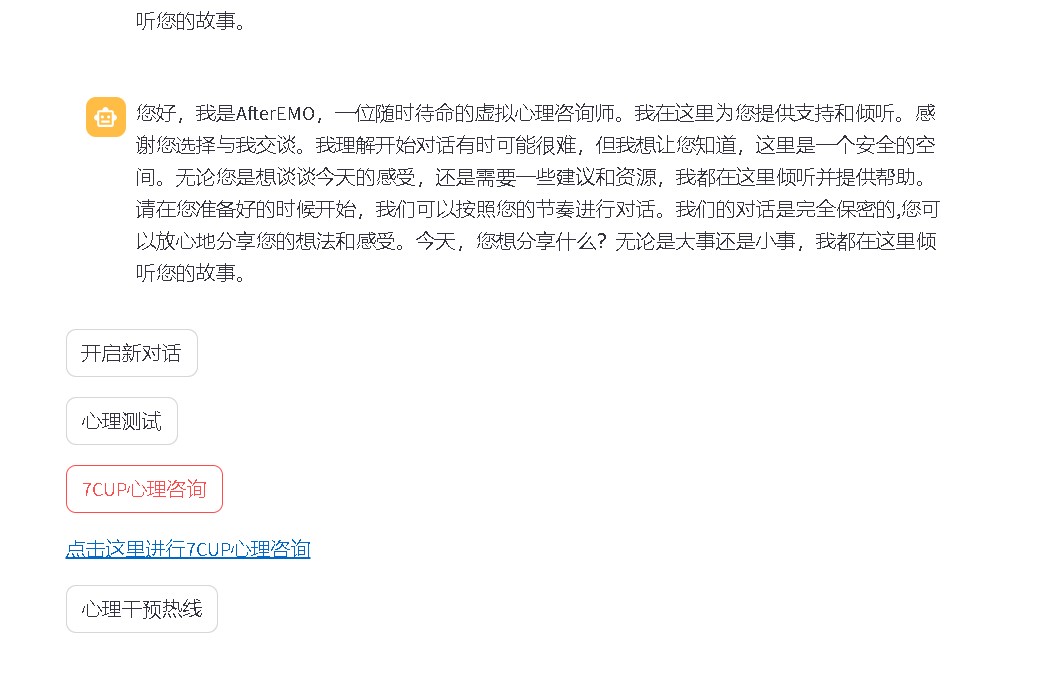 听您的故事。
您好，我是AfterEMO，一位随时待命的虚拟心理咨询师。我在这里为您提供支持和倾听。感
谢您选择与我交谈。我理解开始对话有时可能很难，但我想让您知道，这里是一个安全的空
间。无论您是想谈谈今天的感受，还是需要一些建议和资源，我都在这里倾听并提供帮助。
请在您准备好的时候开始，我们可以按照您的节奏进行对话。我们的对话是完全保密的,您可
以放心地分享您的想法和感受。今天，您想分享什么？无论是大事还是小事，我都在这里倾
听您的故事。
开启新对话
心理测试
7CUP心理咨询
点击这里进行7CUP心理咨询
心理干预热线